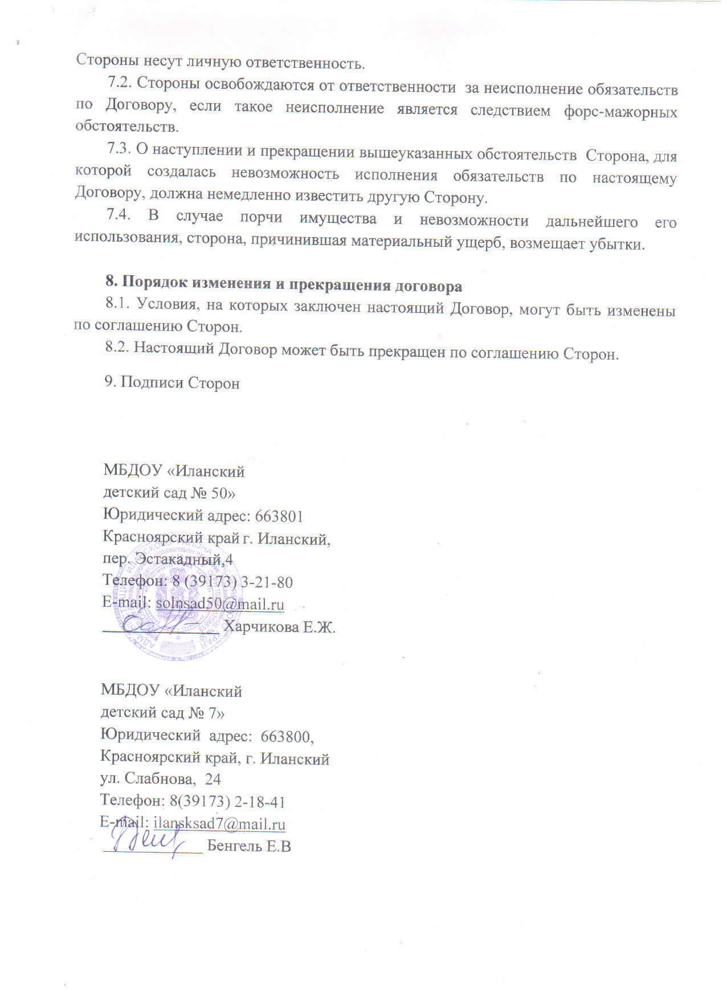 Стороны несут личную ответственность.
7.2. Стороны освобождаются от ответственности за неисполнение обязательств
по Договору, если такое неисполнение является следствием форс-мажорных
обстоятельств.
7.3. О наступлении и прекращении вышеуказанных обстоятельств Сторона, для
которой создалась невозможность исполнения обязательств по настоящему
Договору, должна немедленно известить другую Сторону.
7.4. В случае порчи имущества и невозможности дальнейшего его
использования, сторона, причинившая материальный ущерб, возмещает убытки.
8. Порядок изменения и прекращения договора
8.1. Условия, на которых заключен настоящий Договор, могут быть изменены
по соглашению Сторон.
8.2. Настоящий Договор может быть прекращен по соглашению Сторон.
9. Подписи Сторон
МБДОУ «Иланский
детский сад № 50»
Юридический адрес: 663801
Красноярский край г. Иланский,
пер. Эстакадный,4
Телефон: 8 (39173) 3-21-80
E-mail: solnsad50@mail.ru
______________ Харчикова Е.Ж.
МБДОУ «Иланский
детский сад № 7»
Юридический адрес: 663800,
Красноярский край, г. Иланский
ул. Слабнова, 24
Телефон: 8(39173) 2-18-41
E-mail: ilansksad7@mail.ru
____________ Бенгель Е.В